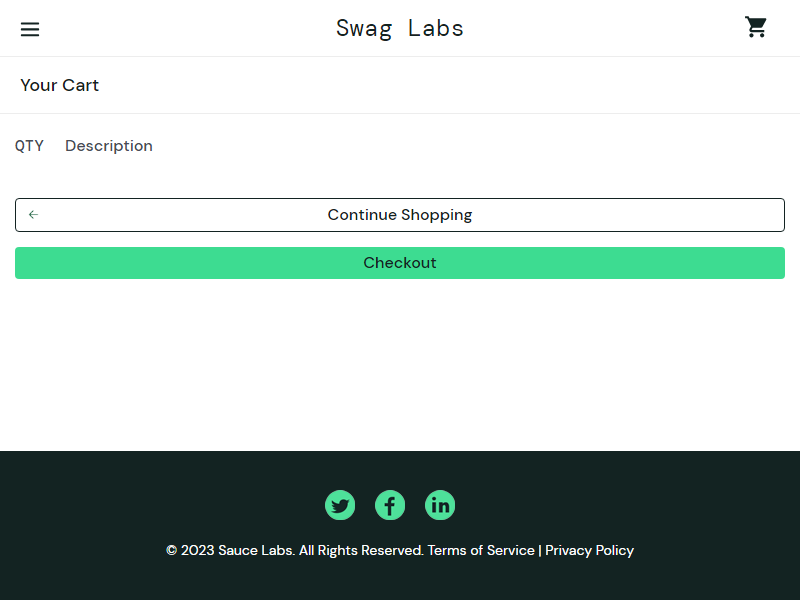 Swag Labs
Your Cart
QTY Description
Continue Shopping
Checkout
© 2023 Sauce Labs. All Rights Reserved. Terms of Service | Privacy Policy